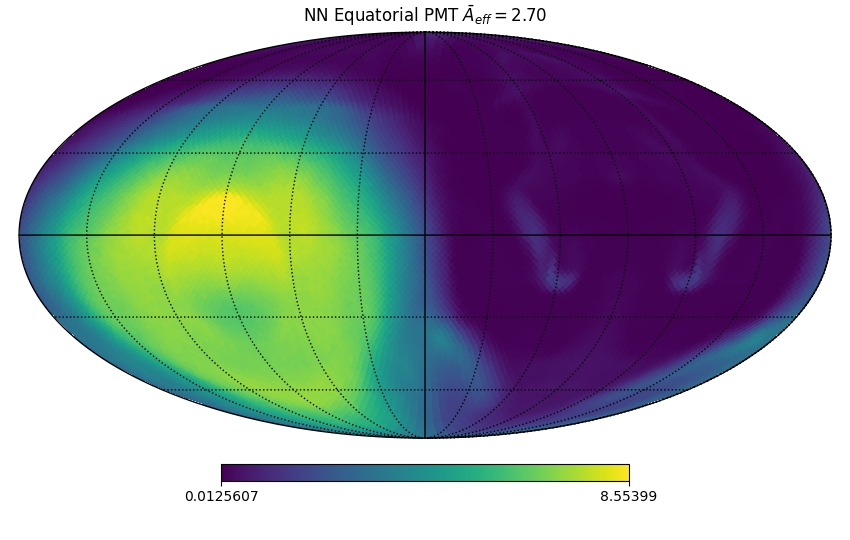 NN Equatorial PMT $\bar{A}_{eff} = 2.70$
0.0125607 8.55399